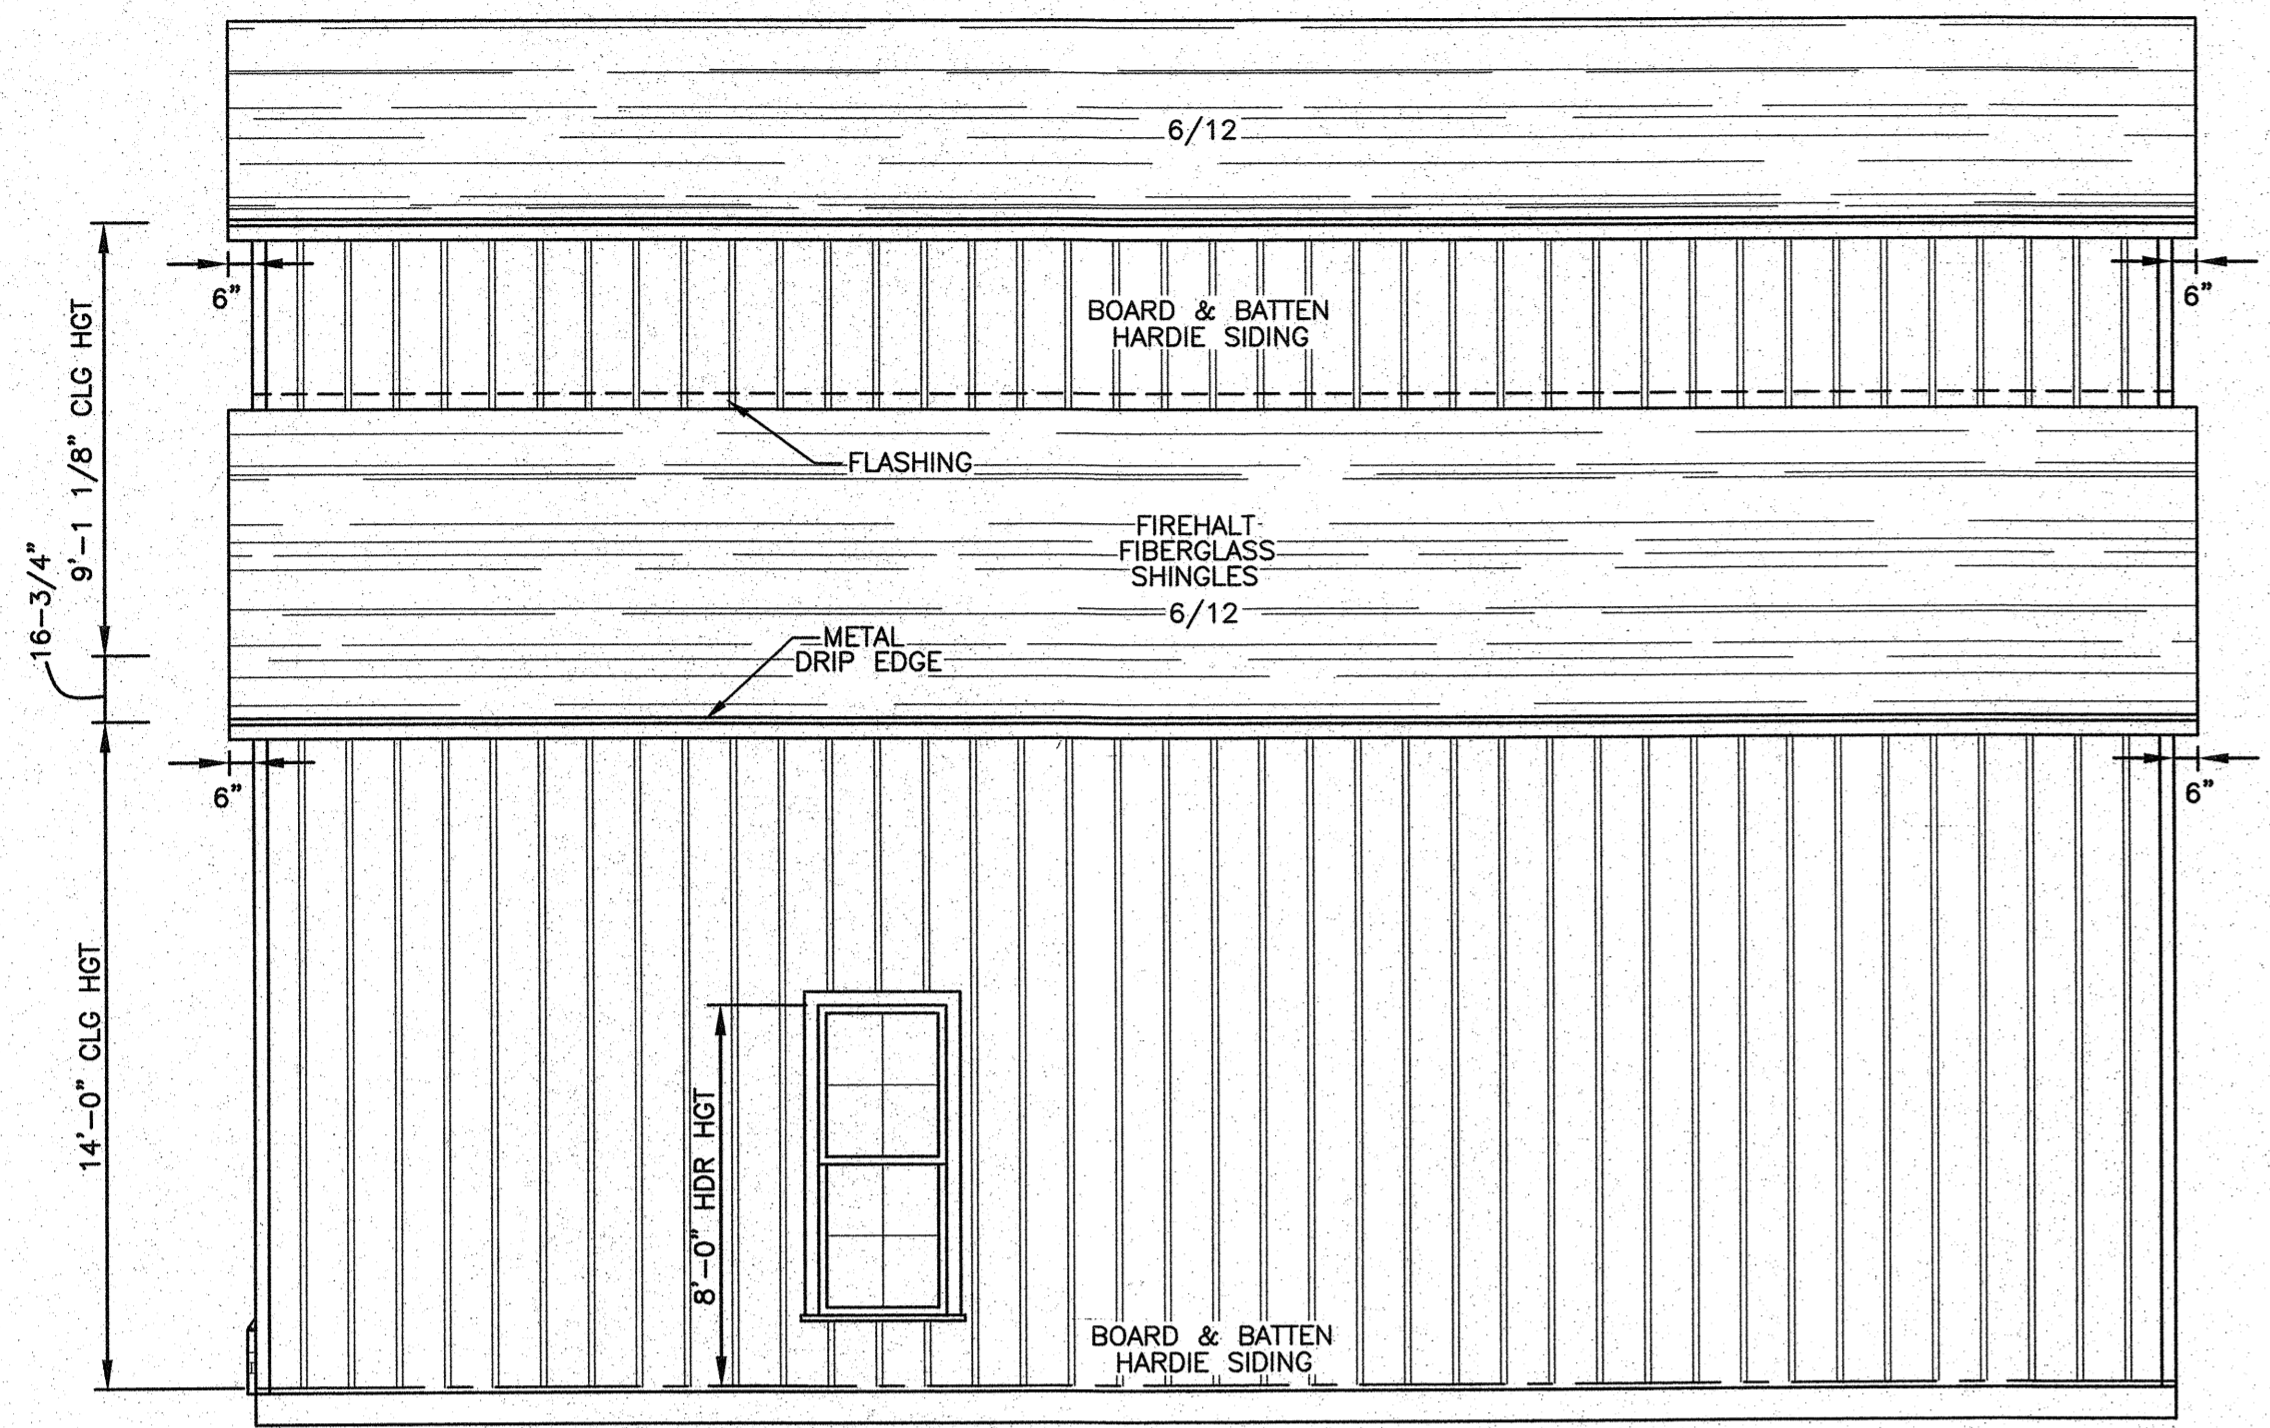 6/12
6"
6"
BOARD & BATTEN
HARDIE SIDING
9'-1 1/8" CLG HGT
FLASHING
FIREHALT
FIBERGLASS
SHINGLES
6/12
16-3/4"
METAL
DRIP EDGE
6"
6"
14'-0" CLG HGT
8'-0" HDR HGT
BOARD & BATTEN
HARDIE SIDING